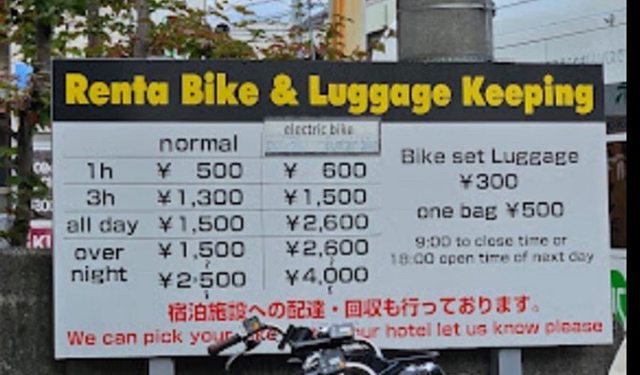 Renta Bike & Luggage Keeping
normal electric bike
1h ¥ 500 ¥ 600
3h ¥1,300 ¥1,500
all day ¥1,500 ¥2,600
over night ¥1,500 ¥2,600
¥2,500 ¥4,000
Bike set Luggage
¥300
one bag ¥500
9:00 to close time or
18:00 open time of next day
宿泊施設への配達・回収も行っております。
We can pick your hotel let us know please